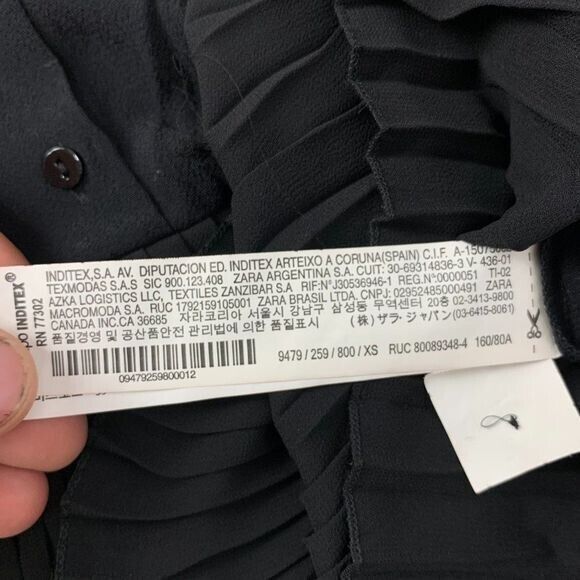 PO INDITEX®
RN 77302
INDITEX,S.A. AV. DIPUTACION ED. INDITEX ARTEIXO A CORUNA(SPAIN) C.I.F. A-1507506
TEXMODAS S.A.S SIC 900.123.408 ZARA ARGENTINA S.A. CUIT: 30-69314836-3 V-436-01
AZKA LOGISTICS LLC, TEXTILES ZANZIBAR S.A. RIF:N°J30536946-1 REG.N°0000051 TI-02
MACROMODA S.A. RUC 1792159105001 ZARA BRASIL LTDA. CNPJ: 02952485000491 ZARA
CANADA INC.CA 36685 자라코리아 서울시 강남구 삼성동 무역센터 20층 02-3413-9800
품질경영 및 공산품안전 관리법에 의한 품질표시 (株) ザラ・ジャパン (03-6415-8061)
9479 / 259 / 800 / XS RUC 80089348-4 160/80A
09479259800012